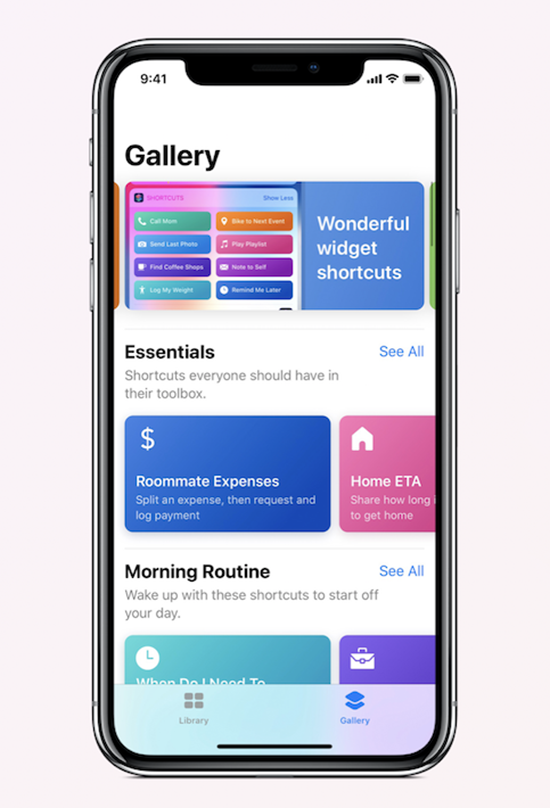 9:41
Gallery
SHORTCUTS
Show Less
Call Mom
Bike to Next Event
Send Last Photo
Play Playlist
Find Coffee Shops
Note to Self
Log My Weight
Remind Me Later
Wonderful
widget
shortcuts
Essentials
See All
Shortcuts everyone should have in
their toolbox.
$
Roommate Expenses
Split an expense, then request and
log payment
Home ETA
Share how long i
to get home
Morning Routine
See All
Wake up with these shortcuts to start off
your day.
When Do I Need To
Library
Gallery